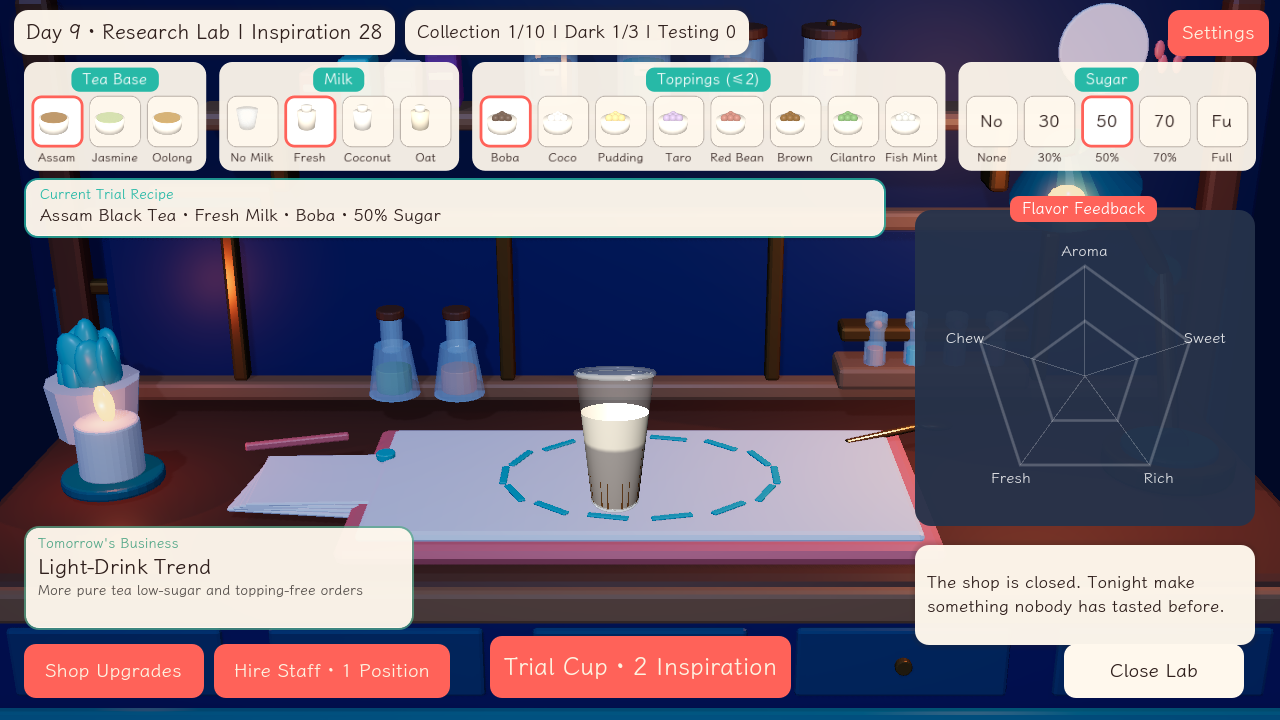 Day 9 • Research Lab | Inspiration 28
Collection 1/10 | Dark 1/3 | Testing 0
Settings
Tea Base
Assam
Jasmine
Oolong
Milk
No Milk
Fresh
Coconut
Oat
Toppings (≤2)
Boba
Coco
Pudding
Taro
Red Bean
Brown
Cilantro
Fish Mint
Sugar
No
30
50
70
Fu
None
30%
50%
70%
Full
Current Trial Recipe
Assam Black Tea • Fresh Milk • Boba • 50% Sugar
Flavor Feedback
Aroma
Chew
Sweet
Fresh
Rich
Tomorrow's Business
Light-Drink Trend
More pure tea low-sugar and topping-free orders
The shop is closed. Tonight make
something nobody has tasted before.
Shop Upgrades
Hire Staff • 1 Position
Trial Cup • 2 Inspiration
Close Lab